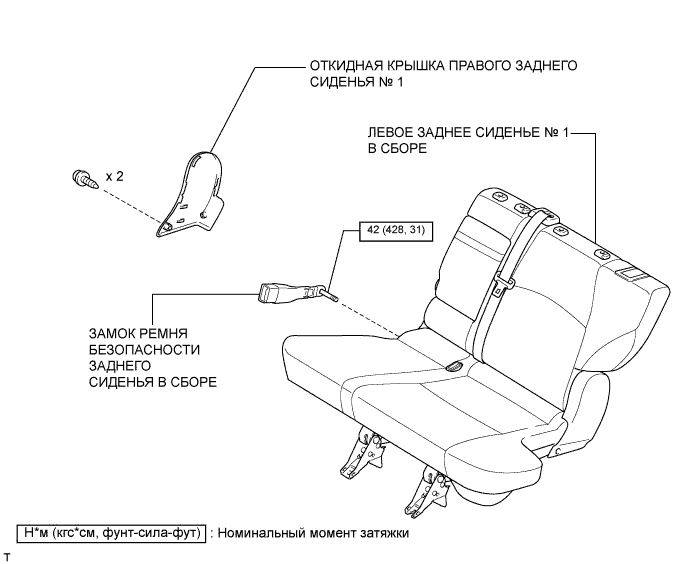 ОТКИДНАЯ КРЫШКА ПРАВОГО ЗАДНЕГО
СИДЕНЬЯ № 1
ЛЕВОЕ ЗАДНЕЕ СИДЕНЬЕ № 1
В СБОРЕ
x 2
42 (428, 31)
ЗАМОК РЕМНЯ
БЕЗОПАСНОСТИ
ЗАДНЕГО
СИДЕНЬЯ В СБОРЕ
Н*м (кгс*см, фунт-сила-фут) : Номинальный момент затяжки
T